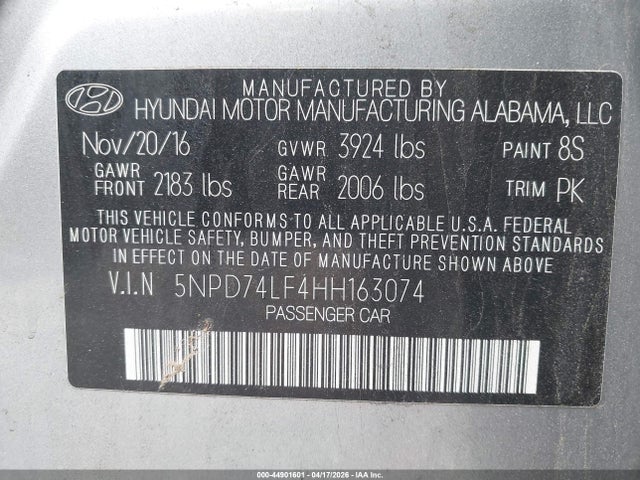 MANUFACTURED BY
HYUNDAI MOTOR MANUFACTURING ALABAMA, LLC
Nov/20/16 GVWR 3924 lbs PAINT 8S
GAWR FRONT 2183 lbs GAWR REAR 2006 lbs TRIM PK
THIS VEHICLE CONFORMS TO ALL APPLICABLE U.S.A. FEDERAL
MOTOR VEHICLE SAFETY, BUMPER, AND THEFT PREVENTION STANDARDS
IN EFFECT ON THE DATE OF MANUFACTURE SHOWN ABOVE
V.I.N 5NPD74LF4HH163074
PASSENGER CAR
000-44901601 - 04/17/2026 - IAAI.COM